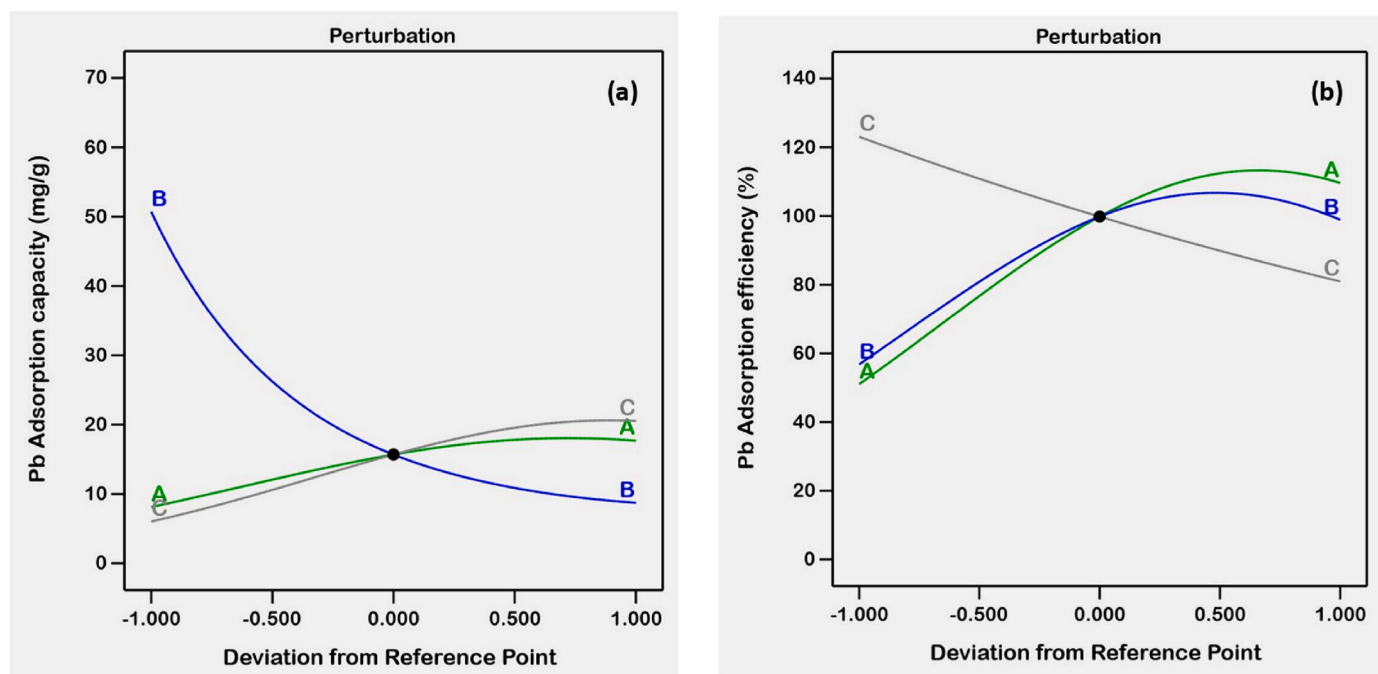 Perturbation
(a)
Pb Adsorption capacity (mg/g)
70
60
50
40
30
20
10
0
B
A
C
C
A
B
-1.000
-0.500
0.000
0.500
1.000
Deviation from Reference Point
Perturbation
(b)
Pb Adsorption efficiency (%)
140
120
100
80
60
40
20
0
C
B
A
A
B
C
-1.000
-0.500
0.000
0.500
1.000
Deviation from Reference Point